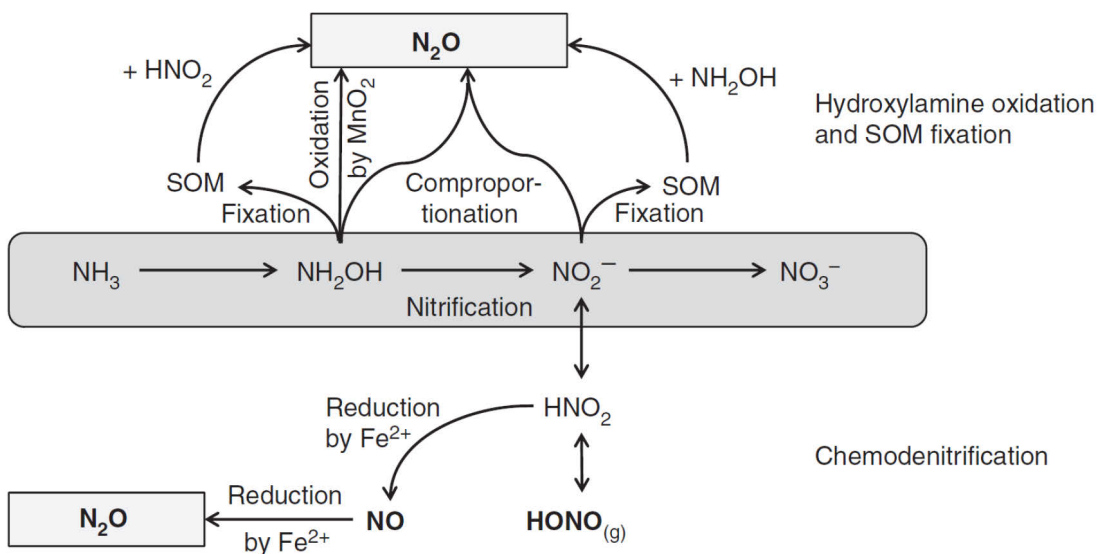 N₂O
+ HNO₂
+ NH₂OH
Oxidation
by MnO₂
Hydroxylamine oxidation
and SOM fixation
SOM
Fixation
Compropor-
tionation
SOM
Fixation
NH₃
NH₂OH
NO₂⁻
NO₃⁻
Nitrification
Reduction
by Fe²⁺
HNO₂
Chemodenitrification
N₂O
Reduction
by Fe²⁺
NO
HONO₍g₎